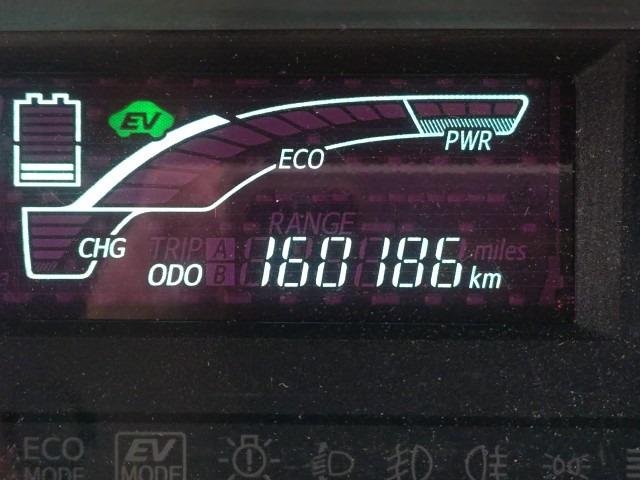 EV
PWR
ECO
RANGE
CHG
TRIP A miles
ODO B 160186 km
ECO MODE
EV MODE